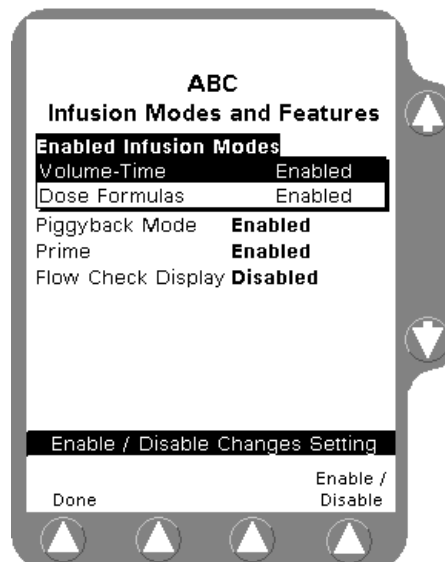 ABC
Infusion Modes and Features
Enabled Infusion Modes
Volume-Time Enabled
Dose Formulas Enabled
Piggyback Mode Enabled
Prime Enabled
Flow Check Display Disabled
Enable / Disable Changes Setting
Enable /
Done Disable